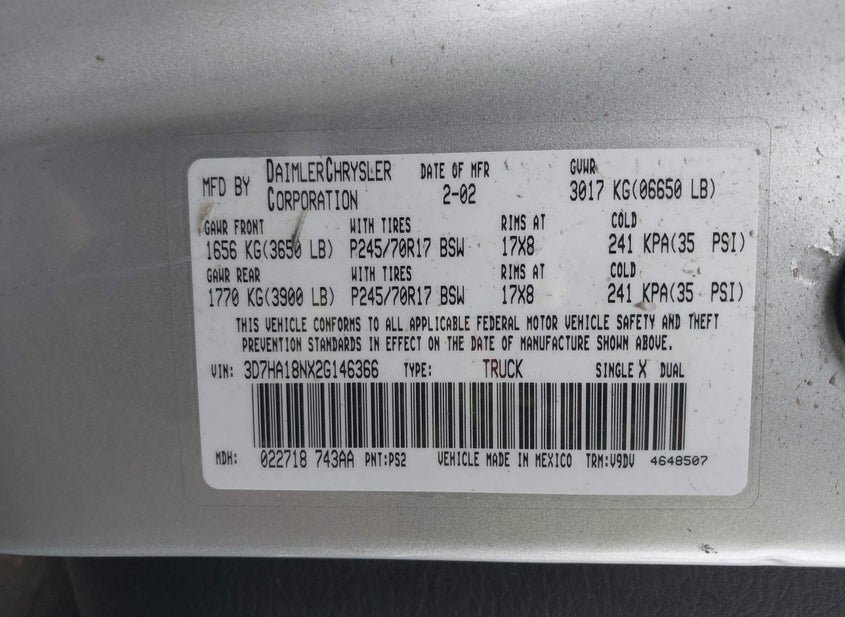 MFD BY DAIMLERCHRYSLER CORPORATION DATE OF MFR 2-02 GVWR 3017 KG(06650 LB)
GAWR FRONT WITH TIRES RIMS AT COLD
1656 KG(3650 LB) P245/70R17 BSW 17X8 241 KPA(35 PSI)
GAWR REAR WITH TIRES RIMS AT COLD
1770 KG(3900 LB) P245/70R17 BSW 17X8 241 KPA(35 PSI)
THIS VEHICLE CONFORMS TO ALL APPLICABLE FEDERAL MOTOR VEHICLE SAFETY AND THEFT
PREVENTION STANDARDS IN EFFECT ON THE DATE OF MANUFACTURE SHOWN ABOVE.
VIN: 3D7HA18NX2G146366 TYPE: TRUCK SINGLE X DUAL
MDH: 022718 743AA PNT:PS2 VEHICLE MADE IN MEXICO TRM:V9DV 4648507